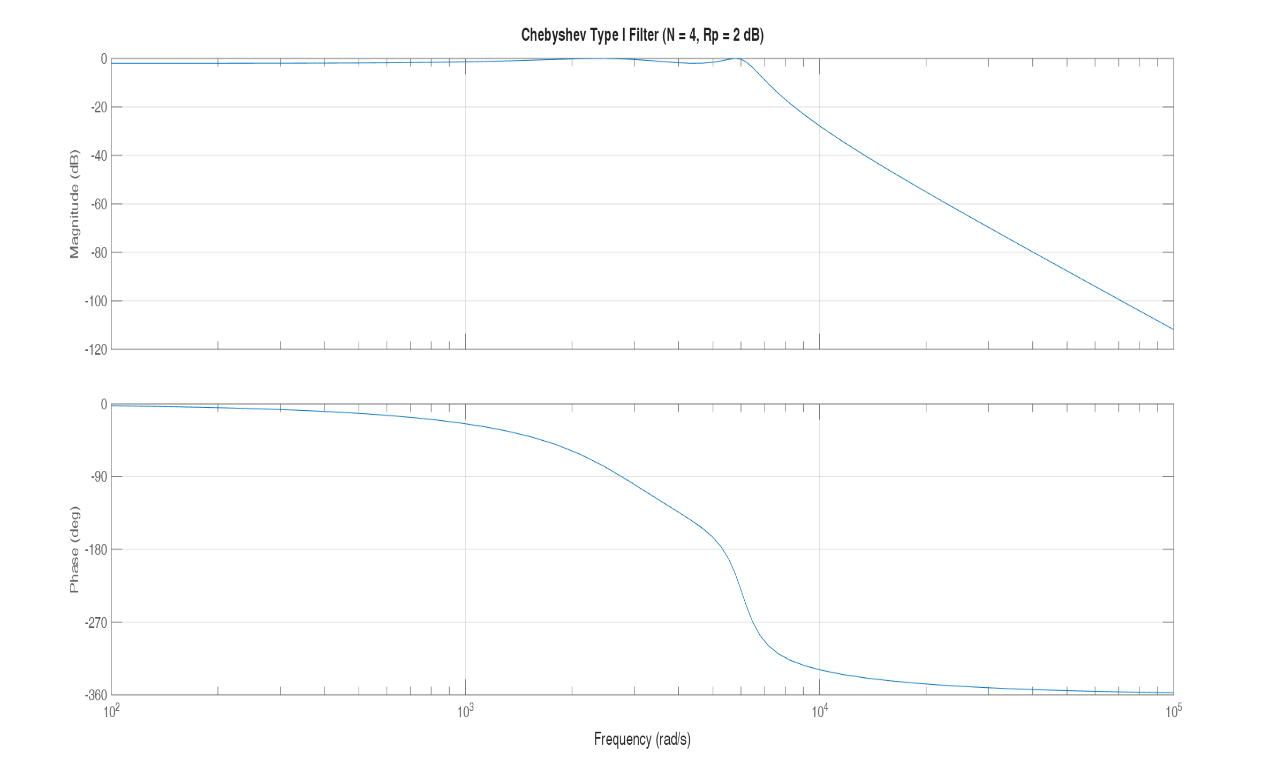 Chebyshev Type I Filter (N = 4, Rp = 2 dB)
0
-20
-40
-60
-80
-100
-120
Magnitude (dB)
0
-90
-180
-270
-360
Phase (deg)
10² 10³ 10⁴ 10⁵
Frequency (rad/s)